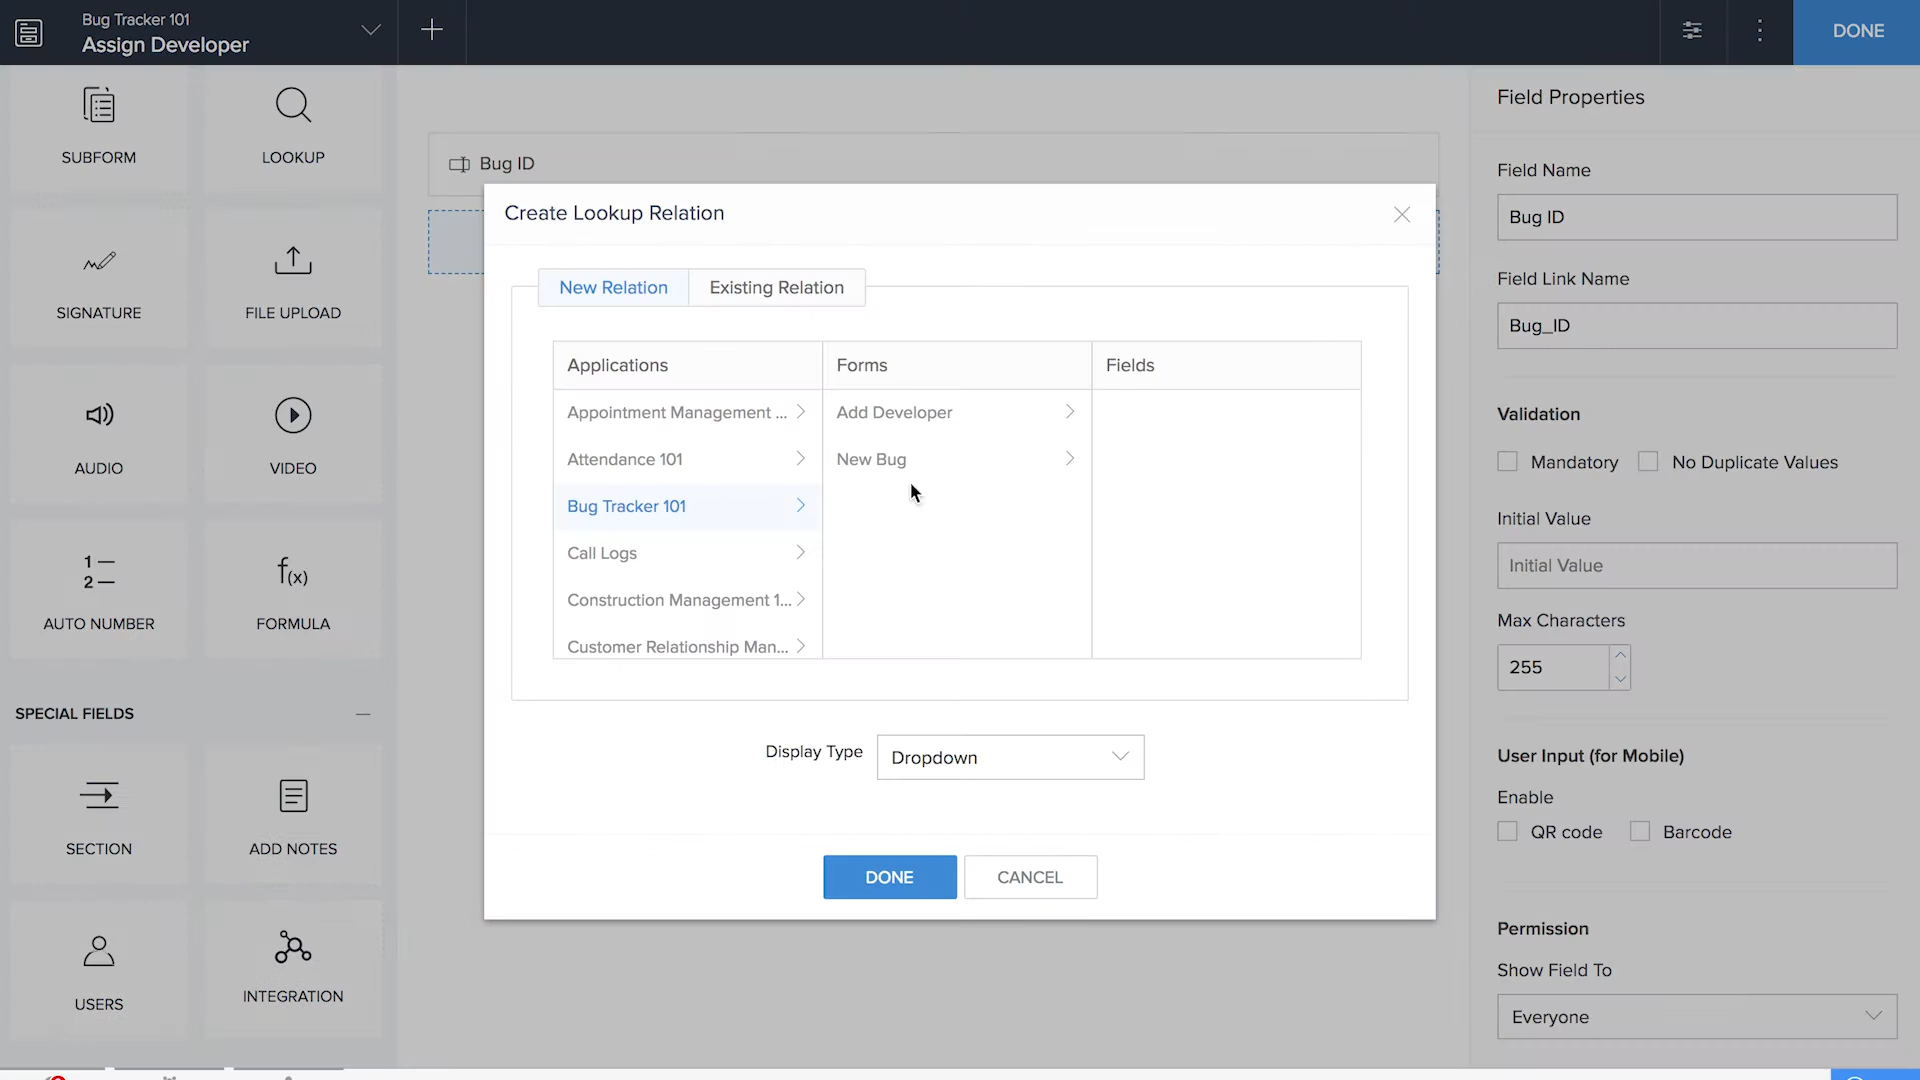 Bug Tracker 101
Assign Developer
DONE
SUBFORM
LOOKUP
SIGNATURE
FILE UPLOAD
AUDIO
VIDEO
1
2
AUTO NUMBER
f(x)
FORMULA
SPECIAL FIELDS
SECTION
ADD NOTES
USERS
INTEGRATION
Bug ID
Create Lookup Relation
New Relation
Existing Relation
Applications
Forms
Fields
Appointment Management ...
Add Developer
Attendance 101
New Bug
Bug Tracker 101
Call Logs
Construction Management 1...
Customer Relationship Man...
Display Type
Dropdown
DONE
CANCEL
Field Properties
Field Name
Bug ID
Field Link Name
Bug_ID
Validation
Mandatory
No Duplicate Values
Initial Value
Initial Value
Max Characters
255
User Input (for Mobile)
Enable
QR code
Barcode
Permission
Show Field To
Everyone